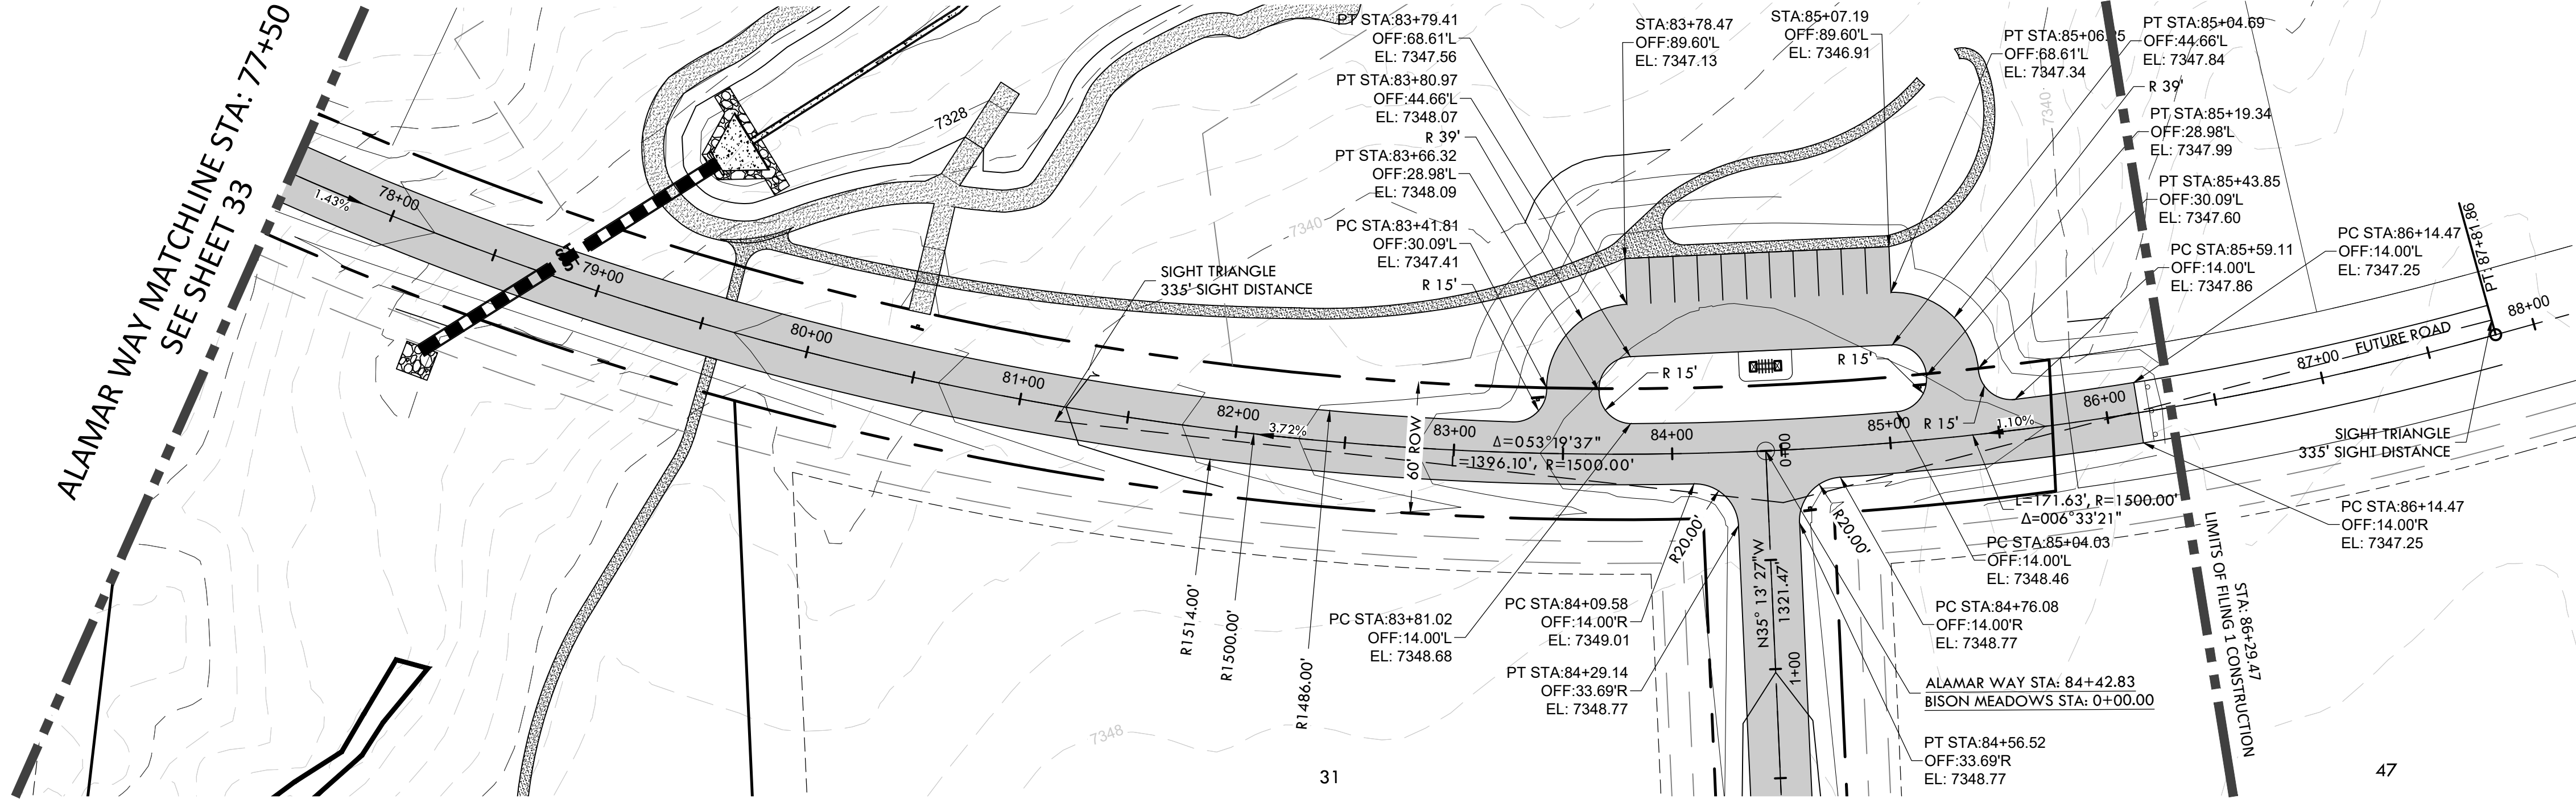 ALAMAR WAY MATCHLINE STA: 77+50
SEE SHEET 33
1.43%
78+00
79+00
80+00
81+00
82+00
83+00
84+00
85+00
86+00
87+00
88+00
7328
7340
7340
7348
SIGHT TRIANGLE
335' SIGHT DISTANCE
PT STA:83+79.41
OFF:68.61'L
EL: 7347.56
PT STA:83+80.97
OFF:44.66'L
EL: 7348.07
R 39'
PT STA:83+66.32
OFF:28.98'L
EL: 7348.09
PC STA:83+41.81
OFF:30.09'L
EL: 7347.41
R 15'
STA:83+78.47
OFF:89.60'L
EL: 7347.13
STA:85+07.19
OFF:89.60'L
EL: 7346.91
PT STA:85+06.
OFF:68.61'L
EL: 7347.34
PT STA:85+04.69
OFF:44.66'L
EL: 7347.84
R 39'
PT STA:85+19.34
OFF:28.98'L
EL: 7347.99
PT STA:85+43.85
OFF:30.09'L
EL: 7347.60
PC STA:85+59.11
OFF:14.00'L
EL: 7347.86
PC STA:86+14.47
OFF:14.00'L
EL: 7347.25
PT: 87+81.86
FUTURE ROAD
R 15'
R 15'
R 15'
1.10%
3.72%
60' ROW
Δ=053°19'37"
L=1396.10', R=1500.00'
0+00
SIGHT TRIANGLE
335' SIGHT DISTANCE
L=171.63', R=1500.00'
Δ=006°33'21"
PC STA:86+14.47
OFF:14.00'R
EL: 7347.25
PC STA:85+04.03
OFF:14.00'L
EL: 7348.46
R20.00'
R20.00'
R1514.00'
R1500.00'
R1486.00'
PC STA:83+81.02
OFF:14.00'L
EL: 7348.68
PC STA:84+09.58
OFF:14.00'R
EL: 7349.01
PT STA:84+29.14
OFF:33.69'R
EL: 7348.77
N35° 13' 27"W
1321.47'
1+00
PC STA:84+76.08
OFF:14.00'R
EL: 7348.77
ALAMAR WAY STA: 84+42.83
BISON MEADOWS STA: 0+00.00
PT STA:84+56.52
OFF:33.69'R
EL: 7348.77
STA: 86+29.47
LIMITS OF FILING 1 CONSTRUCTION
31
47